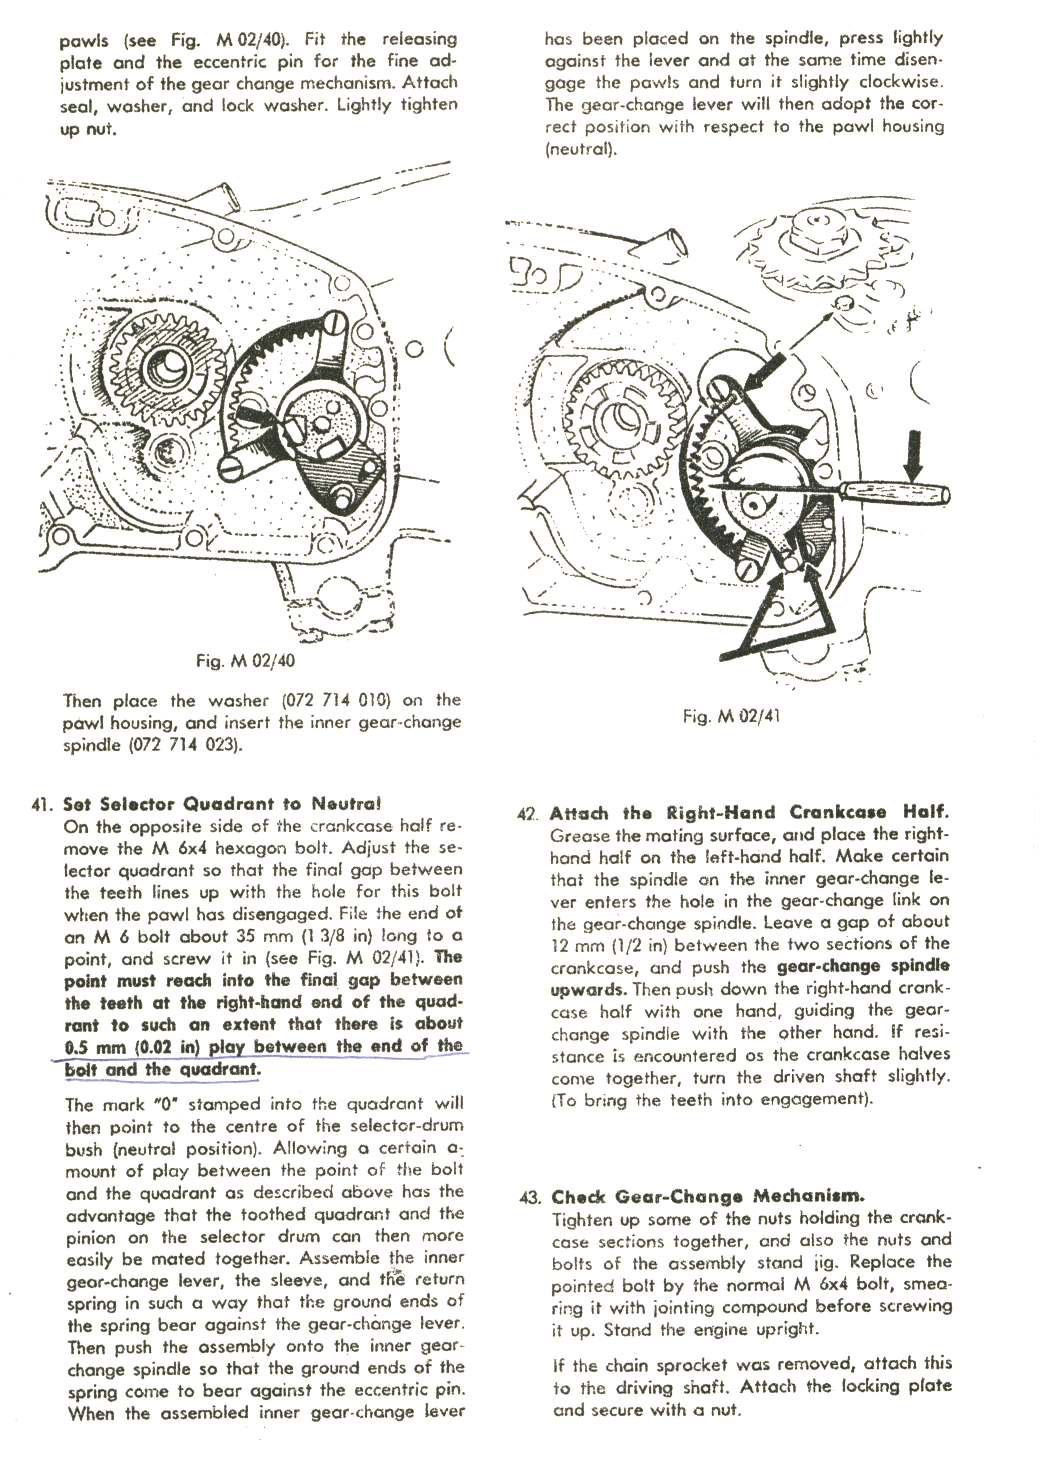 pawls (see Fig. M 02/40). Fit the releasing
plate and the eccentric pin for the fine ad-
justment of the gear change mechanism. Attach
seal, washer, and lock washer. Lightly tighten
up nut.
Fig. M 02/40
Then place the washer (072 714 010) on the
pawl housing, and insert the inner gear-change
spindle (072 714 023).
41. Set Selector Quadrant to Neutral
On the opposite side of the crankcase half re-
move the M 6x4 hexagon bolt. Adjust the se-
lector quadrant so that the final gap between
the teeth lines up with the hole for this bolt
when the pawl has disengaged. File the end of
an M 6 bolt about 35 mm (1 3/8 in) long to a
point, and screw it in (see Fig. M 02/41). The
point must reach into the final gap between
the teeth at the right-hand end of the quad-
rant to such an extent that there is about
0.5 mm (0.02 in) play between the end of the
bolt and the quadrant.
The mark "0" stamped into the quadrant will
then point to the centre of the selector-drum
bush (neutral position). Allowing a certain a-
mount of play between the point of the bolt
and the quadrant as described above has the
advantage that the toothed quadrant and the
pinion on the selector drum can then more
easily be mated together. Assemble the inner
gear-change lever, the sleeve, and the return
spring in such a way that the ground ends of
the spring bear against the gear-change lever.
Then push the assembly onto the inner gear-
change spindle so that the ground ends of the
spring come to bear against the eccentric pin.
When the assembled inner gear-change lever
has been placed on the spindle, press lightly
against the lever and at the same time disen-
gage the pawls and turn it slightly clockwise.
The gear-change lever will then adopt the cor-
rect position with respect to the pawl housing
(neutral).
Fig. M 02/41
42. Attach the Right-Hand Crankcase Half.
Grease the mating surface, and place the right-
hand half on the left-hand half. Make certain
that the spindle on the inner gear-change le-
ver enters the hole in the gear-change link on
the gear-change spindle. Leave a gap of about
12 mm (1/2 in) between the two sections of the
crankcase, and push the gear-change spindle
upwards. Then push down the right-hand crank-
case half with one hand, guiding the gear-
change spindle with the other hand. If resi-
stance is encountered os the crankcase halves
come together, turn the driven shaft slightly.
(To bring the teeth into engagement).
43. Check Gear-Change Mechanism.
Tighten up some of the nuts holding the crank-
case sections together, and also the nuts and
bolts of the assembly stand jig. Replace the
pointed bolt by the normal M 6x4 bolt, smea-
ring it with jointing compound before screwing
it up. Stand the engine upright.
If the chain sprocket was removed, attach this
to the driving shaft. Attach the locking plate
and secure with a nut.